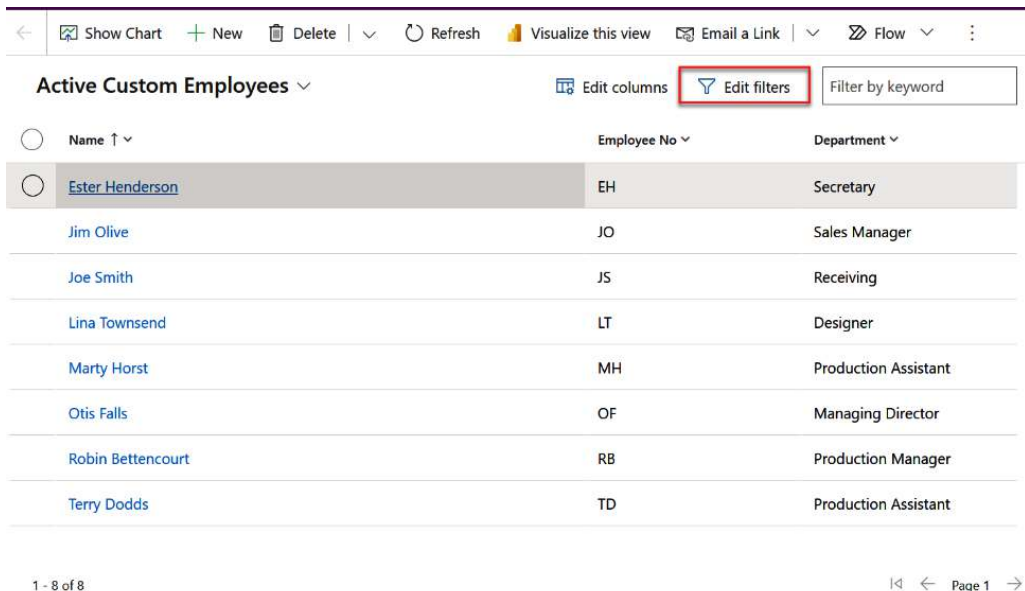 Show Chart New Delete Refresh Visualize this view Email a Link Flow
Active Custom Employees Edit columns Edit filters Filter by keyword
Name ↑ Employee No Department
Ester Henderson EH Secretary
Jim Olive JO Sales Manager
Joe Smith JS Receiving
Lina Townsend LT Designer
Marty Horst MH Production Assistant
Otis Falls OF Managing Director
Robin Bettencourt RB Production Manager
Terry Dodds TD Production Assistant
1 - 8 of 8 Page 1